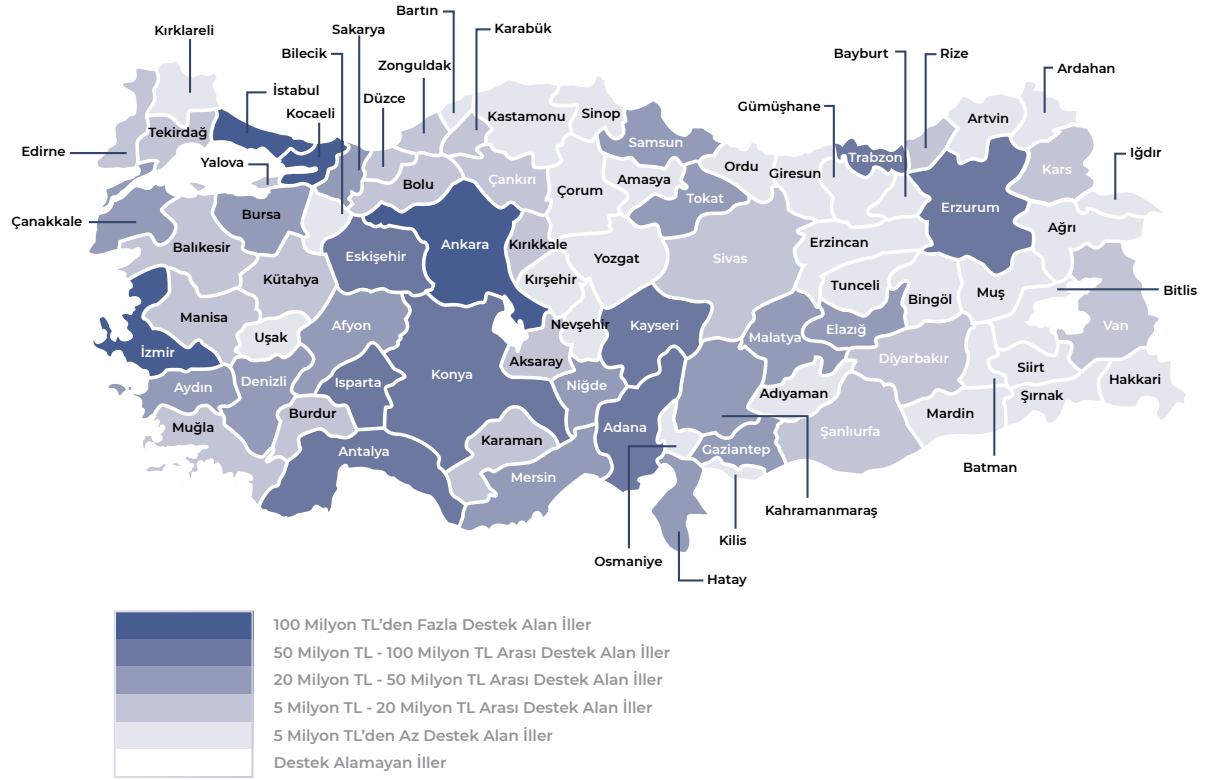 Bartın
Kırklareli
Sakarya
Karabük
Bilecik
Bayburt
Rize
Zonguldak
Ardahan
İstabul
Düzce
Gümüşhane
Kocaeli
Kastamonu
Sinop
Artvin
Tekirdağ
Samsun
Edirne
Yalova
Trabzon
Iğdır
Ordu
Giresun
Kars
Bolu
Çankırı
Amasya
Çorum
Tokat
Erzurum
Çanakkale
Bursa
Ağrı
Balıkesir
Ankara
Kırıkkale
Erzincan
Eskişehir
Yozgat
Sivas
Kütahya
Kırşehir
Tunceli
Muş
Bitlis
Bingöl
Manisa
Afyon
Nevşehir
Kayseri
Elazığ
Van
Uşak
Malatya
İzmir
Aksaray
Diyarbakır
Siirt
Konya
Aydın
Denizli
Isparta
Niğde
Hakkari
Adıyaman
Şırnak
Burdur
Mardin
Muğla
Adana
Şanlıurfa
Karaman
Antalya
Gaziantep
Batman
Mersin
Kahramanmaraş
Kilis
Osmaniye
Hatay
100 Milyon TL’den Fazla Destek Alan İller
50 Milyon TL - 100 Milyon TL Arası Destek Alan İller
20 Milyon TL - 50 Milyon TL Arası Destek Alan İller
5 Milyon TL - 20 Milyon TL Arası Destek Alan İller
5 Milyon TL’den Az Destek Alan İller
Destek Alamayan İller